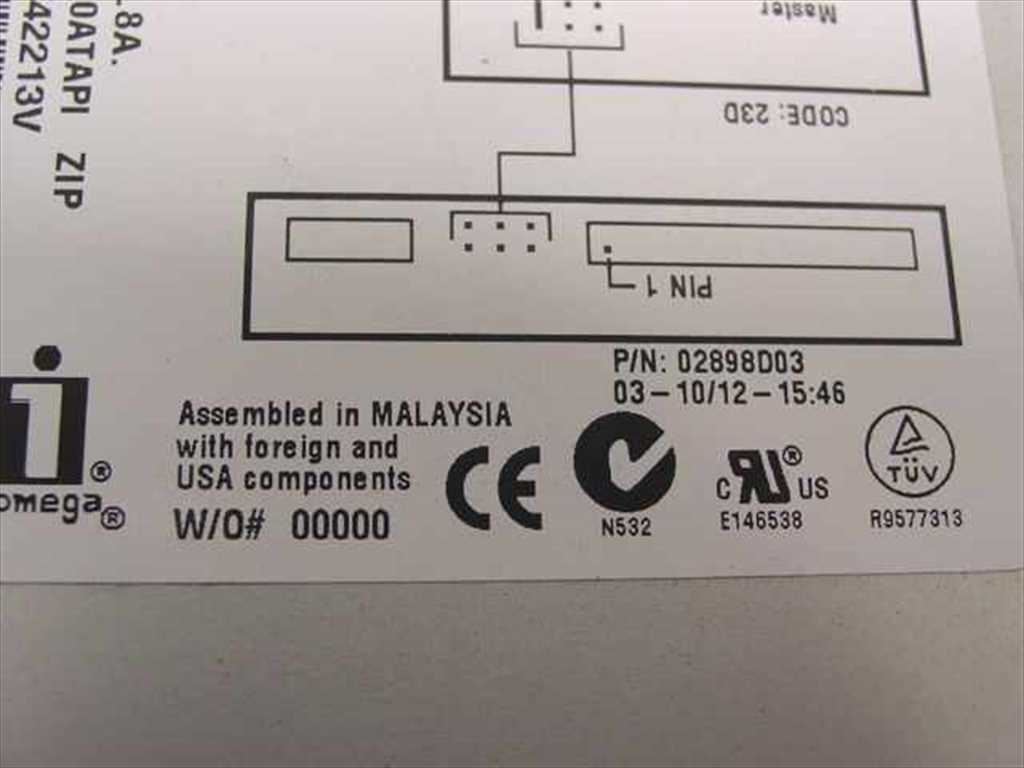 .8A.
0ATAPI ZIP
42213V
Master
CODE: 23D
PIN 1
P/N: 02898D03
03-10/12-15:46
Assembled in MALAYSIA
with foreign and
USA components
W/O# 00000
omega®
CE
N532
C RU® US
E146538
TÜV
R9577313